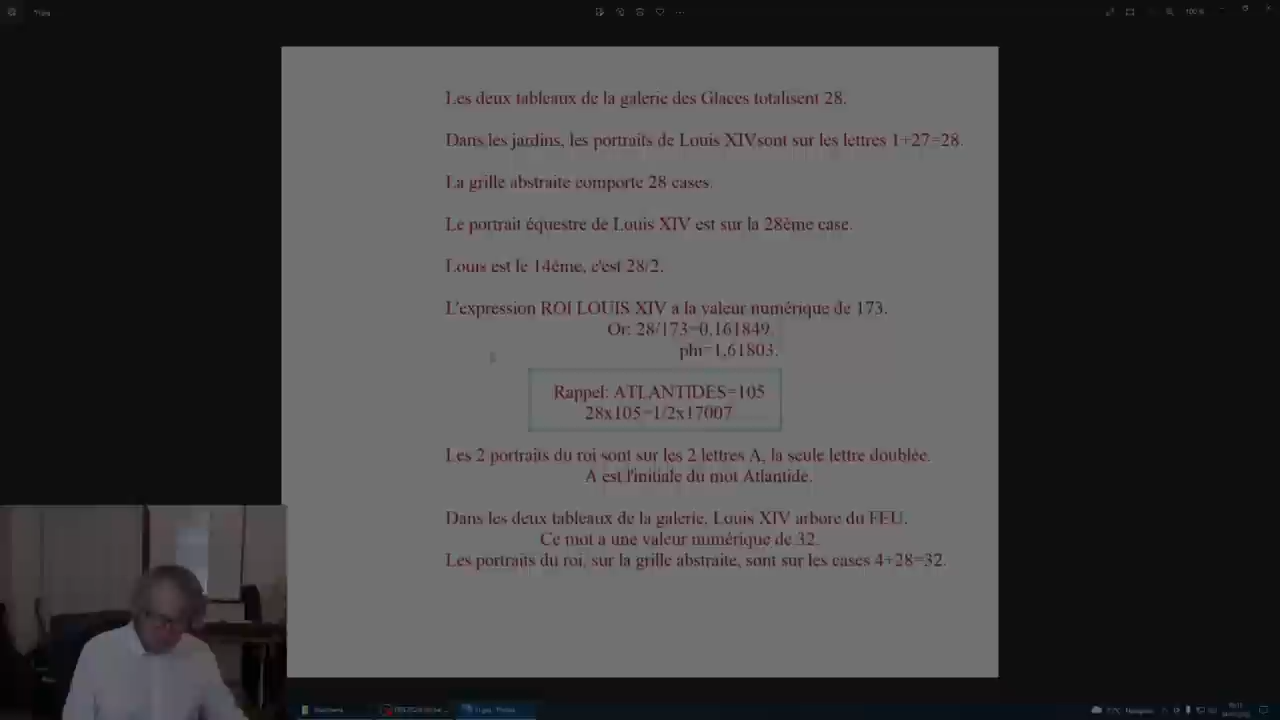 100 %
Les deux tableaux de la galerie des Glaces totalisent 28.
Dans les jardins, les portraits de Louis XIVsont sur les lettres 1+27=28.
La grille abstraite comporte 28 cases.
Le portrait équestre de Louis XIV est sur la 28ème case.
Louis est le 14ème, c'est 28/2.
L'expression ROI LOUIS XIV a la valeur numérique de 173.
Or: 28/173=0,161849.
phi=1,61803.
Rappel: ATLANTIDES=105
28x105=1/2x17007
Les 2 portraits du roi sont sur les 2 lettres A, la seule lettre doublée.
A est l'initiale du mot Atlantide.
Dans les deux tableaux de la galerie, Louis XIV arbore du FEU.
Ce mot a une valeur numérique de 32.
Les portraits du roi, sur la grille abstraite, sont sur les cases 4+28=32.